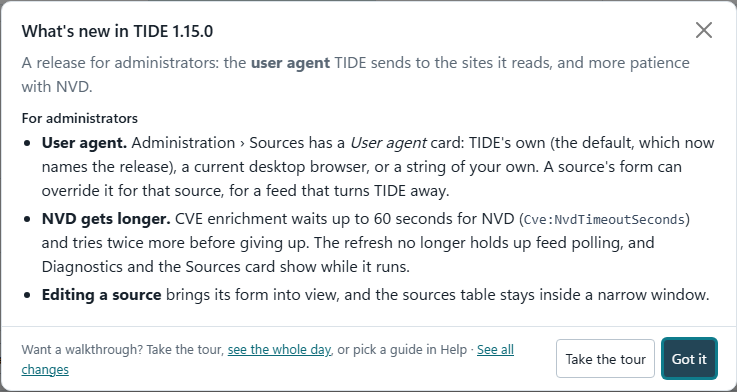 What's new in TIDE 1.15.0
A release for administrators: the user agent TIDE sends to the sites it reads, and more patience
with NVD.
For administrators
• User agent. Administration › Sources has a User agent card: TIDE's own (the default, which now
names the release), a current desktop browser, or a string of your own. A source's form can
override it for that source, for a feed that turns TIDE away.
• NVD gets longer. CVE enrichment waits up to 60 seconds for NVD (Cve:NvdTimeoutSeconds)
and tries twice more before giving up. The refresh no longer holds up feed polling, and
Diagnostics and the Sources card show while it runs.
• Editing a source brings its form into view, and the sources table stays inside a narrow window.
Want a walkthrough? Take the tour, see the whole day, or pick a guide in Help · See all
changes
Take the tour
Got it